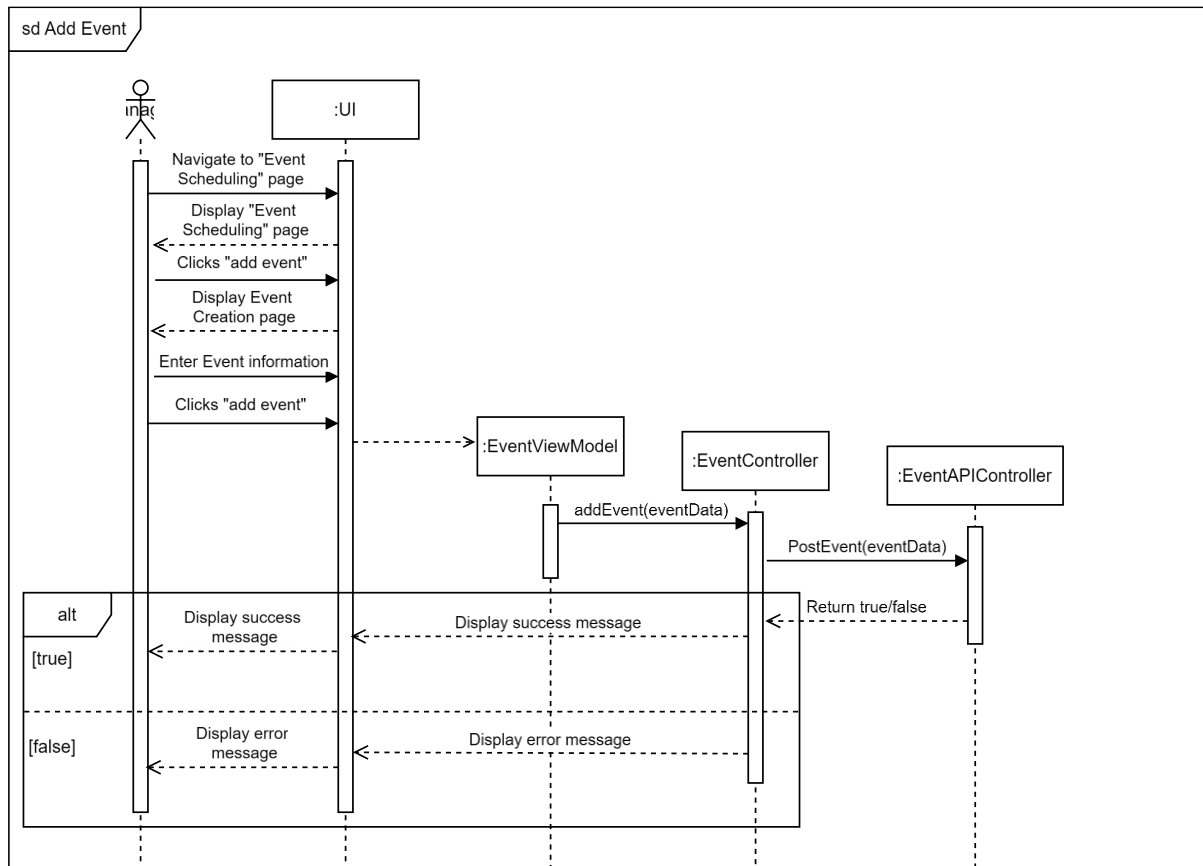 sd Add Event
:UI
Navigate to "Event
Scheduling" page
Display "Event
Scheduling" page
Clicks "add event"
Display Event
Creation page
Enter Event information
Clicks "add event"
:EventViewModel
:EventController
:EventAPIController
addEvent(eventData)
PostEvent(eventData)
alt
Return true/false
Display success
message
Display success message
[true]
Display error
message
Display error message
[false]